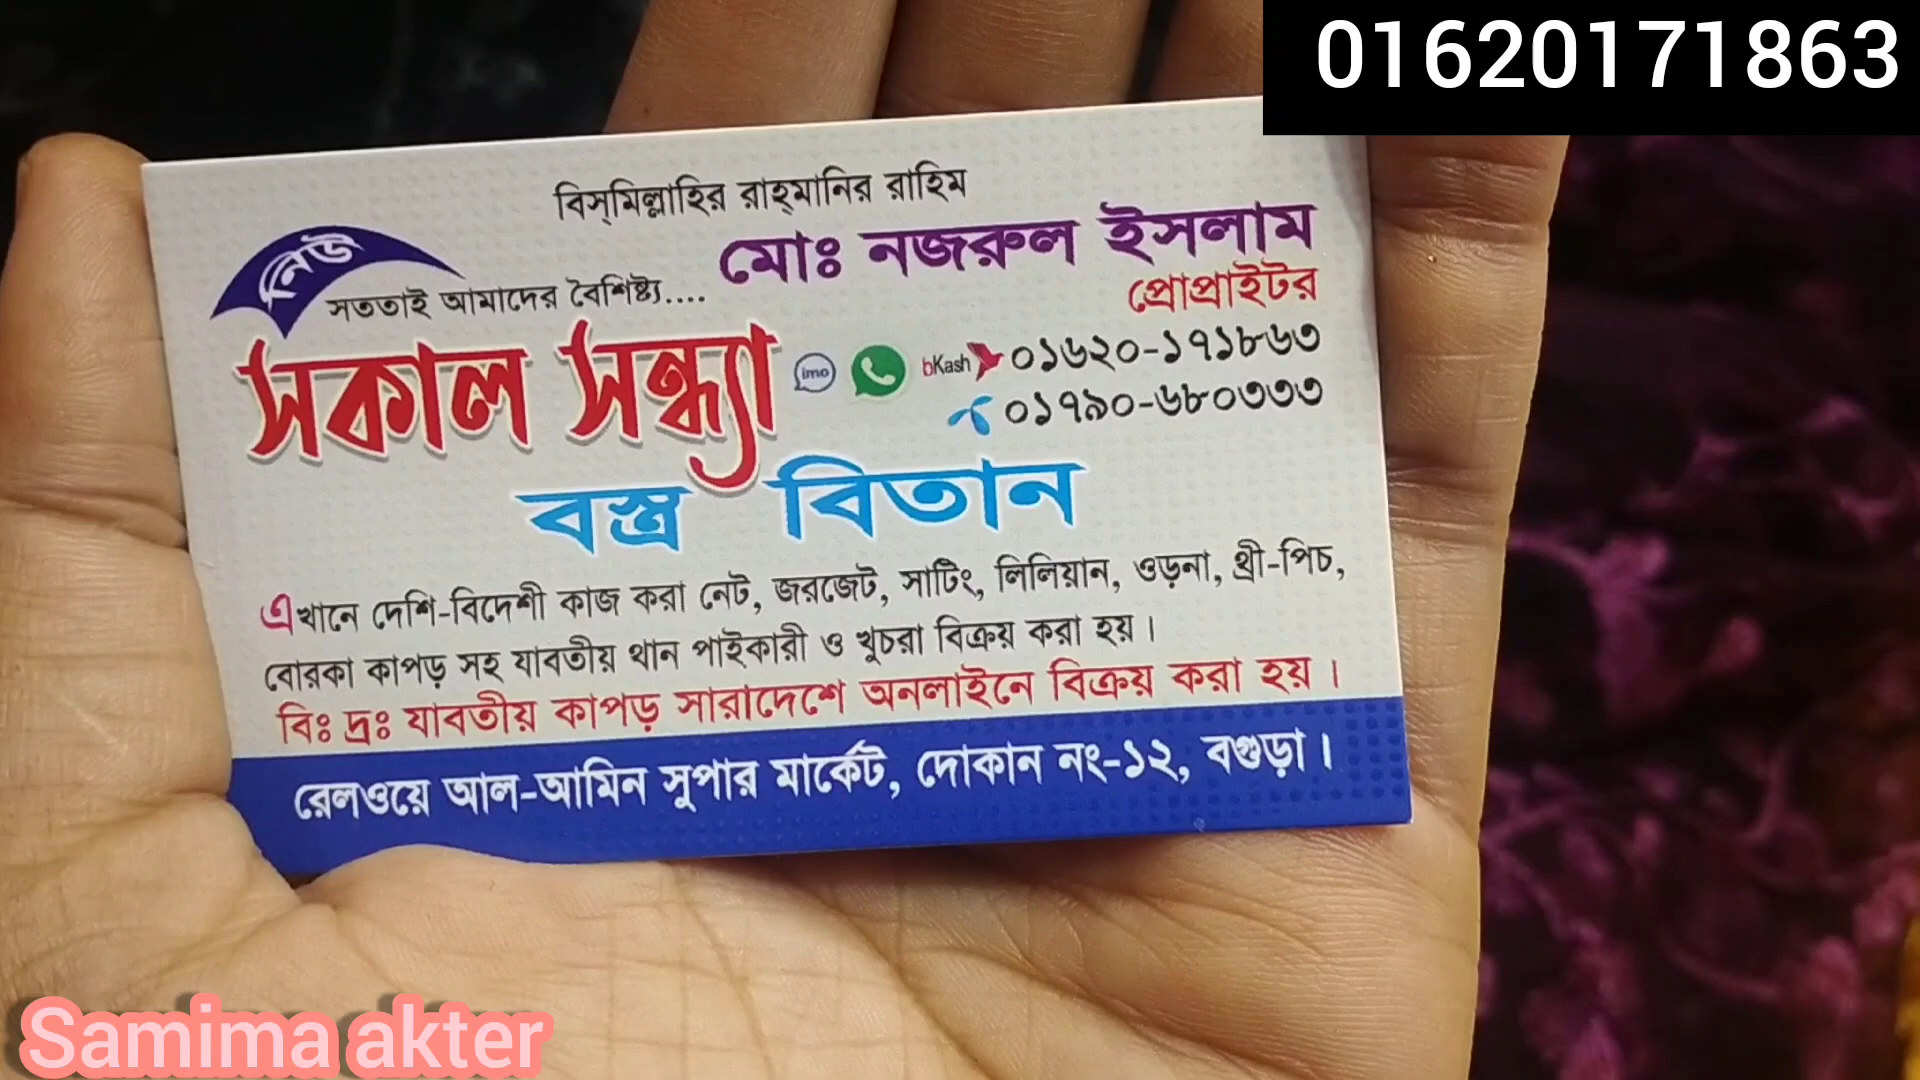 01620171863
বিস্‌মিল্লাহির রাহ্‌মানির রাহিম
নিউ
সততাই আমাদের বৈশিষ্ট্য....
মোঃ নজরুল ইসলাম
প্রোপ্রাইটর
সকাল সন্ধ্যা
imo bKash ০১৬২০-১৭১৮৬৩
০১৭৯০-৬৮০৩৩৩
বস্ত্র বিতান
এখানে দেশি-বিদেশী কাজ করা নেট, জরজেট, সাটিং, লিলিয়ান, ওড়না, থ্রী-পিচ,
বোরকা কাপড় সহ যাবতীয় থান পাইকারী ও খুচরা বিক্রয় করা হয়।
বিঃ দ্রঃ যাবতীয় কাপড় সারাদেশে অনলাইনে বিক্রয় করা হয়।
রেলওয়ে আল-আমিন সুপার মার্কেট, দোকান নং-১২, বগুড়া।
Samima akter